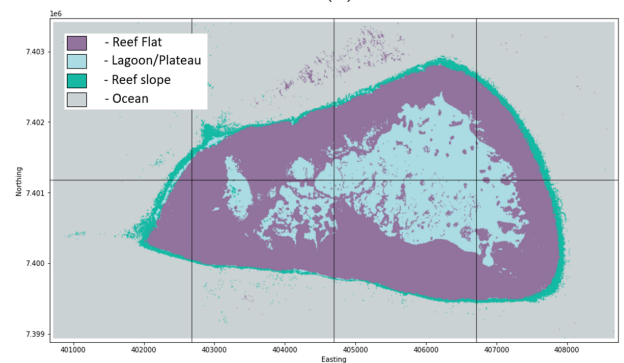 1e6
7.403
7.402
7.401
7.400
7.399
Northing
- Reef Flat
- Lagoon/Plateau
- Reef slope
- Ocean
401000 402000 403000 404000 405000 406000 407000 408000
Easting